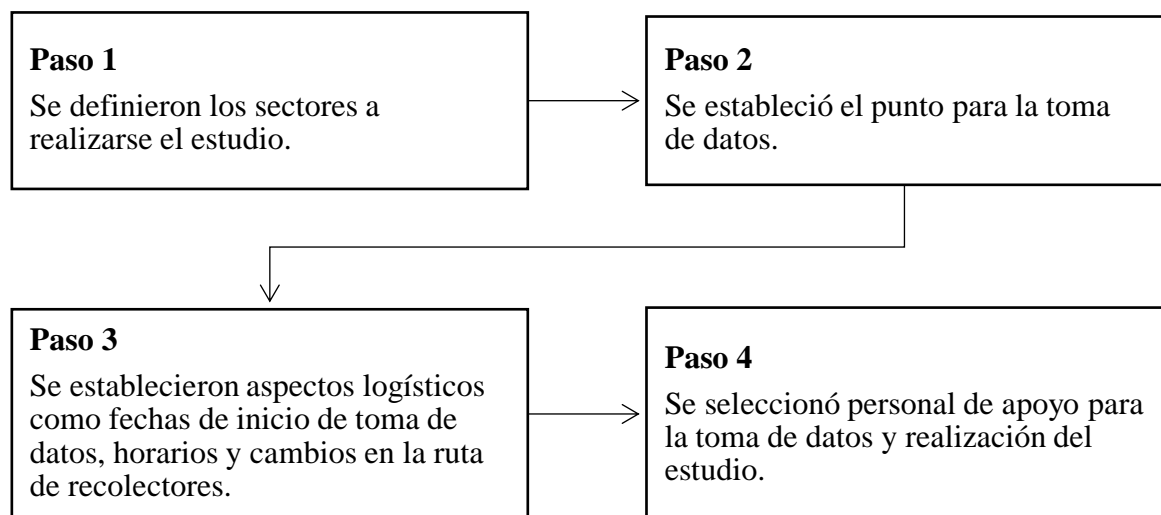 Paso 1
Se definieron los sectores a
realizarse el estudio.
Paso 2
Se estableció el punto para la toma
de datos.
Paso 3
Se establecieron aspectos logísticos
como fechas de inicio de toma de
datos, horarios y cambios en la ruta
de recolectores.
Paso 4
Se seleccionó personal de apoyo para
la toma de datos y realización del
estudio.